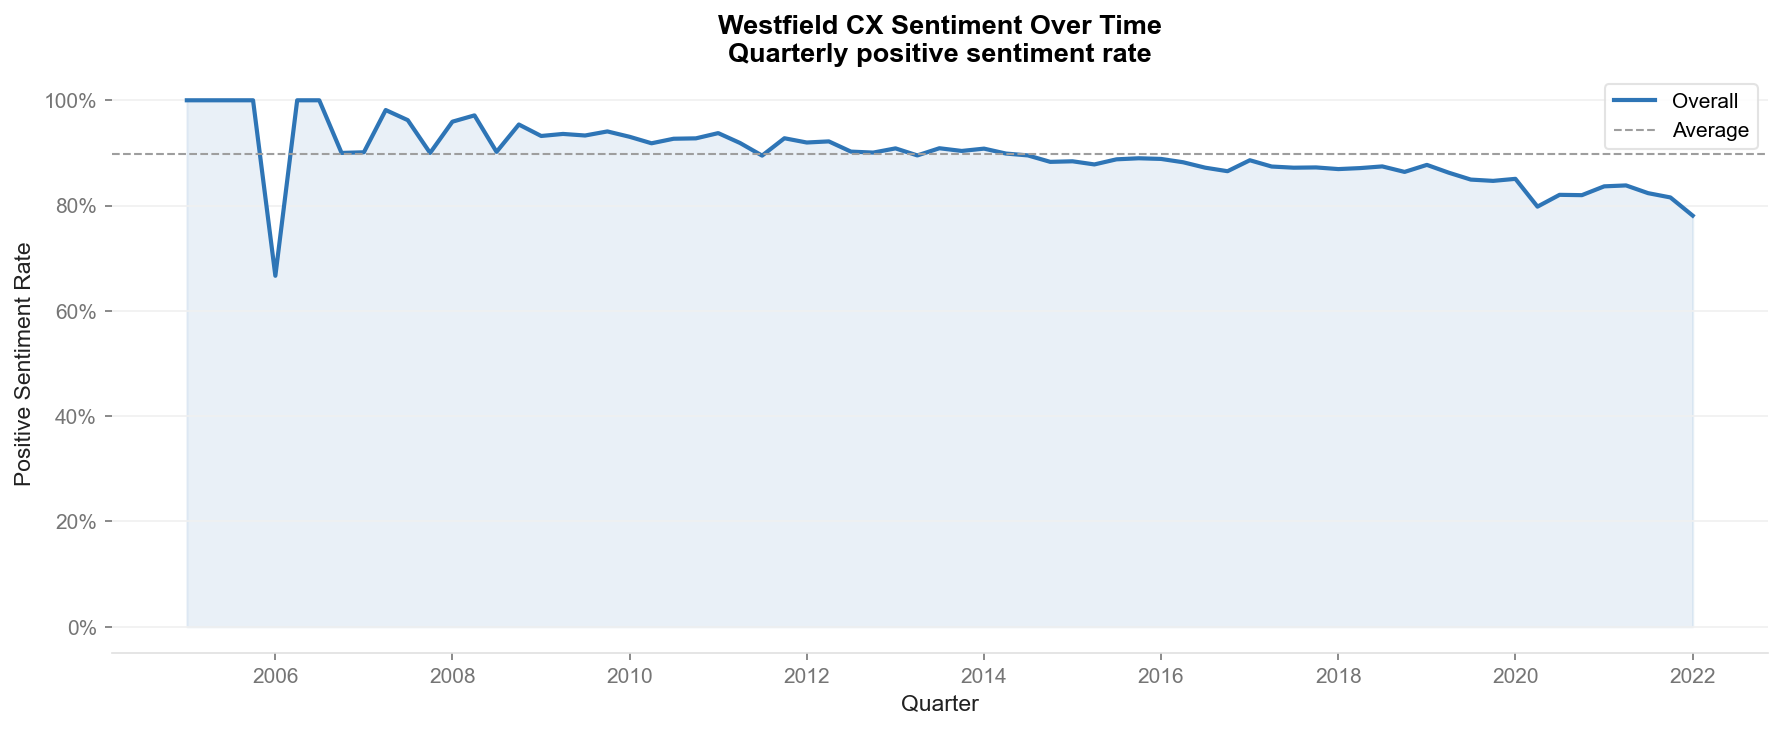 Westfield CX Sentiment Over Time
Quarterly positive sentiment rate
Overall
Average
Positive Sentiment Rate
100%
80%
60%
40%
20%
0%
2006
2008
2010
2012
2014
2016
2018
2020
2022
Quarter